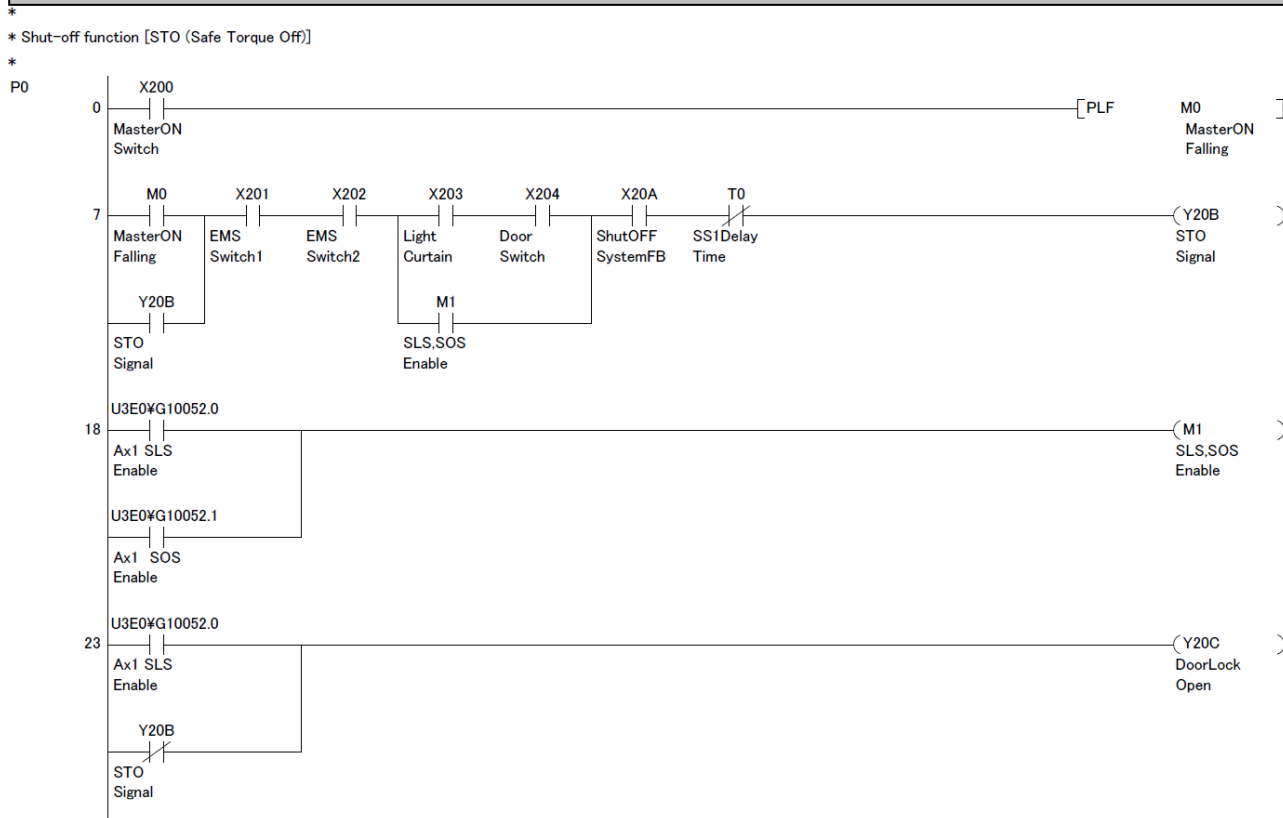 *
* Shut-off function [STO (Safe Torque Off)]
*
P0
X200
0 [PLF M0 ]
MasterON MasterON
Switch Falling
M0 X201 X202 X203 X204 X20A T0
7 (Y20B )
MasterON EMS EMS Light Door ShutOFF SS1Delay STO
Falling Switch1 Switch2 Curtain Switch SystemFB Time Signal
Y20B M1
STO SLS,SOS
Signal Enable
U3E0¥G10052.0
18 (M1 )
Ax1 SLS SLS,SOS
Enable Enable
U3E0¥G10052.1
Ax1 SOS
Enable
U3E0¥G10052.0
23 (Y20C )
Ax1 SLS DoorLock
Enable Open
Y20B
STO
Signal